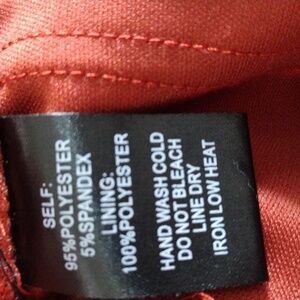 SELF:
95%POLYESTER
5%SPANDEX
LINING:
100%POLYESTER
HAND WASH COLD
DO NOT BLEACH
LINE DRY
IRON LOW HEAT